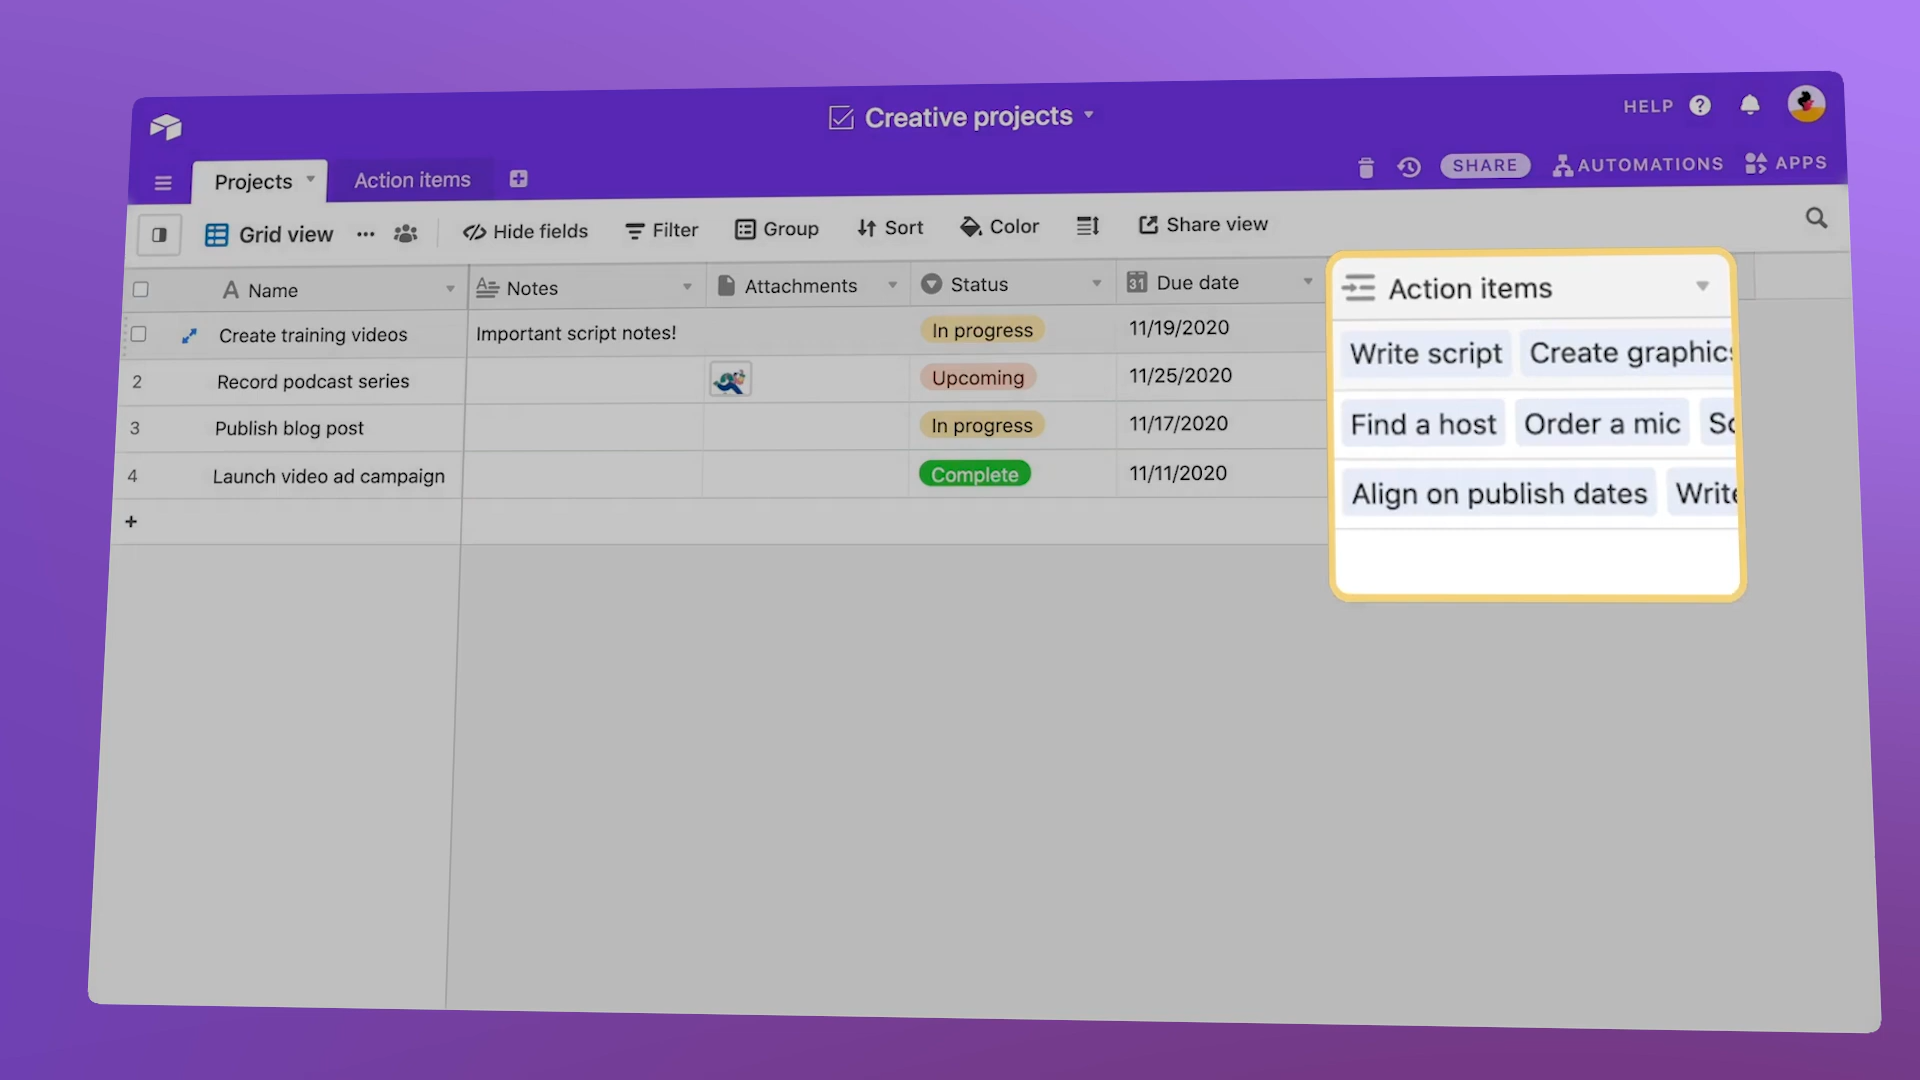 Creative projects
HELP ?
Projects Action items
SHARE AUTOMATIONS APPS
Grid view ... Hide fields Filter Group Sort Color Share view
Name Notes Attachments Status 31 Due date Action items
Create training videos Important script notes! In progress 11/19/2020 Write script Create graphics
2 Record podcast series Upcoming 11/25/2020 Find a host Order a mic
3 Publish blog post In progress 11/17/2020 Align on publish dates Write
4 Launch video ad campaign Complete 11/11/2020
+